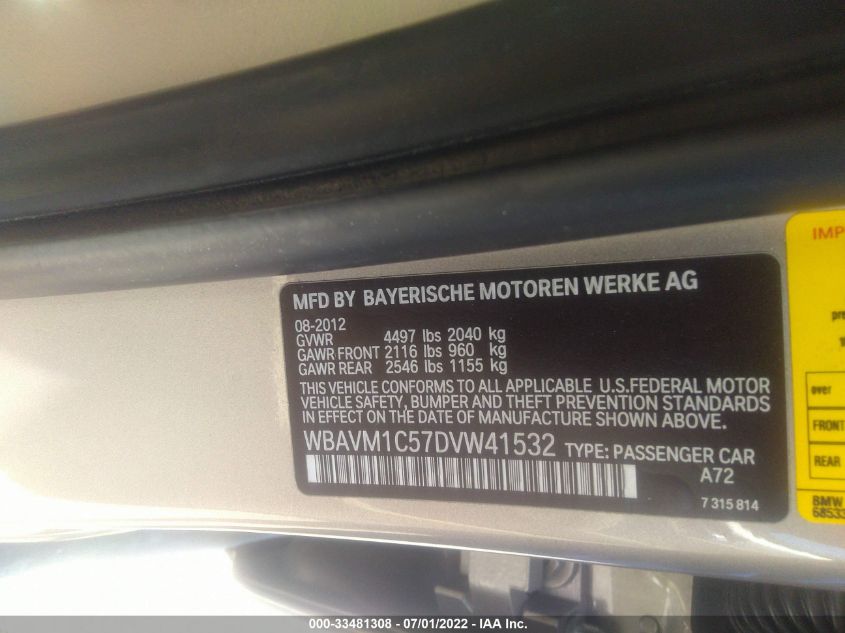 MFD BY BAYERISCHE MOTOREN WERKE AG
08-2012
GVWR 4497 lbs 2040 kg
GAWR FRONT 2116 lbs 960 kg
GAWR REAR 2546 lbs 1155 kg
THIS VEHICLE CONFORMS TO ALL APPLICABLE U.S.FEDERAL MOTOR
VEHICLE SAFETY, BUMPER AND THEFT PREVENTION STANDARDS
IN EFFECT ON THE DATE OF MANUFACTURE SHOWN ABOVE.
WBAVM1C57DVW41532 TYPE: PASSENGER CAR
A72
7 315 814
IMP
pre
over
FRONT
REAR
BMW
68533
000-33481308 - 07/01/2022 - IAA Inc.